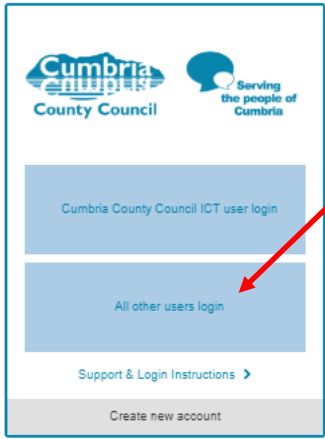 Cumbria
County Council
Serving
the people of
Cumbria
Cumbria County Council ICT user login
All other users login
Support & Login Instructions
Create new account